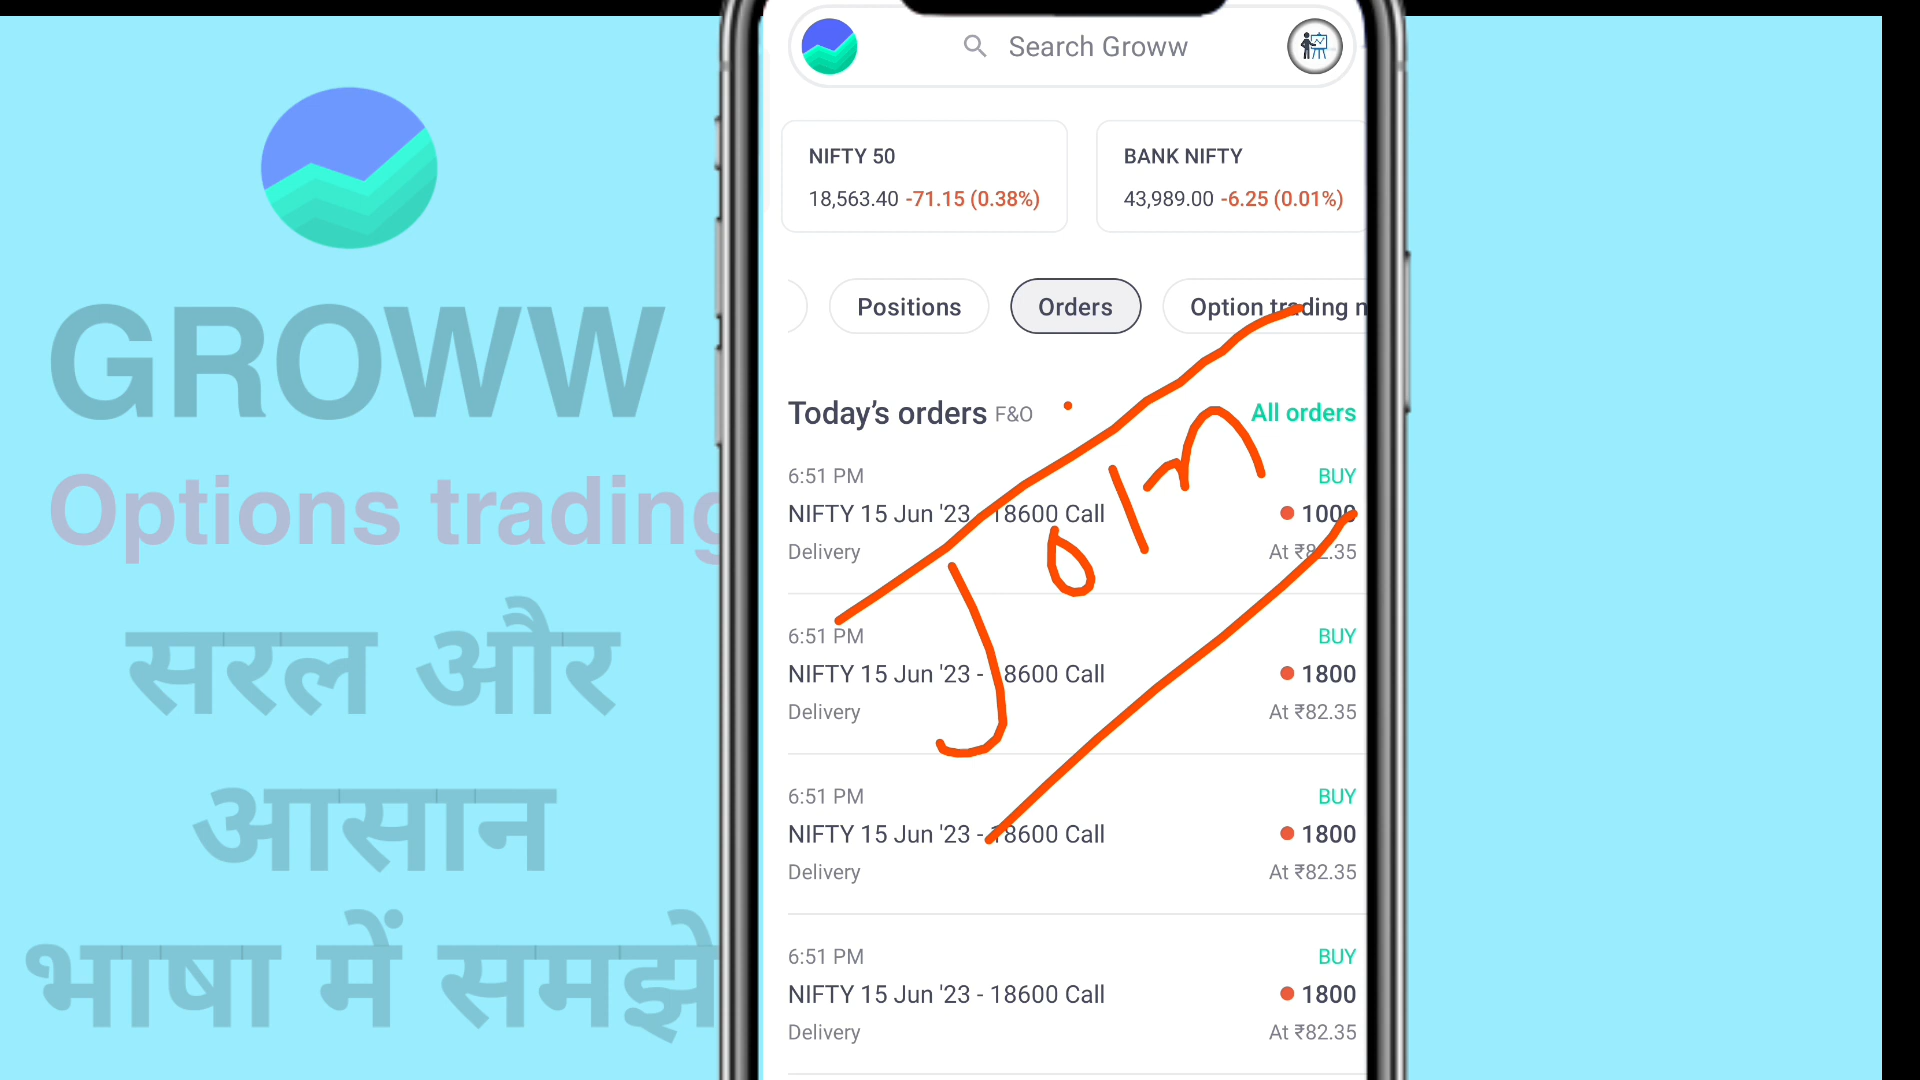 GROWW
Options trading
सरल और
आसान
भाषा में समझे
Search Groww
NIFTY 50
18,563.40 -71.15 (0.38%)
BANK NIFTY
43,989.00 -6.25 (0.01%)
Positions
Orders
Option trading
Today's orders F&O
All orders
6:51 PM
BUY
NIFTY 15 Jun '23 - 18600 Call
1000
Delivery
At ₹82.35
Join
6:51 PM
BUY
NIFTY 15 Jun '23 - 18600 Call
1800
Delivery
At ₹82.35
6:51 PM
BUY
NIFTY 15 Jun '23 - 18600 Call
1800
Delivery
At ₹82.35
6:51 PM
BUY
NIFTY 15 Jun '23 - 18600 Call
1800
Delivery
At ₹82.35